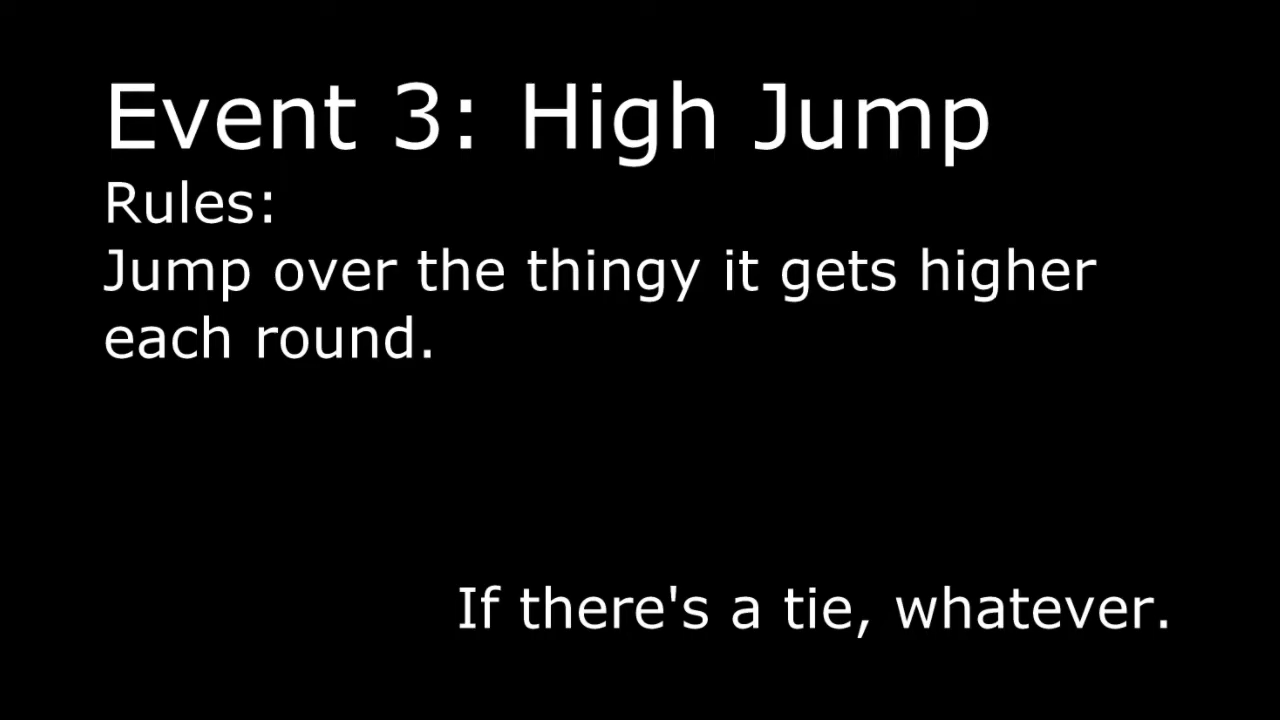 Event 3: High Jump
Rules:
Jump over the thingy it gets higher
each round.
If there's a tie, whatever.